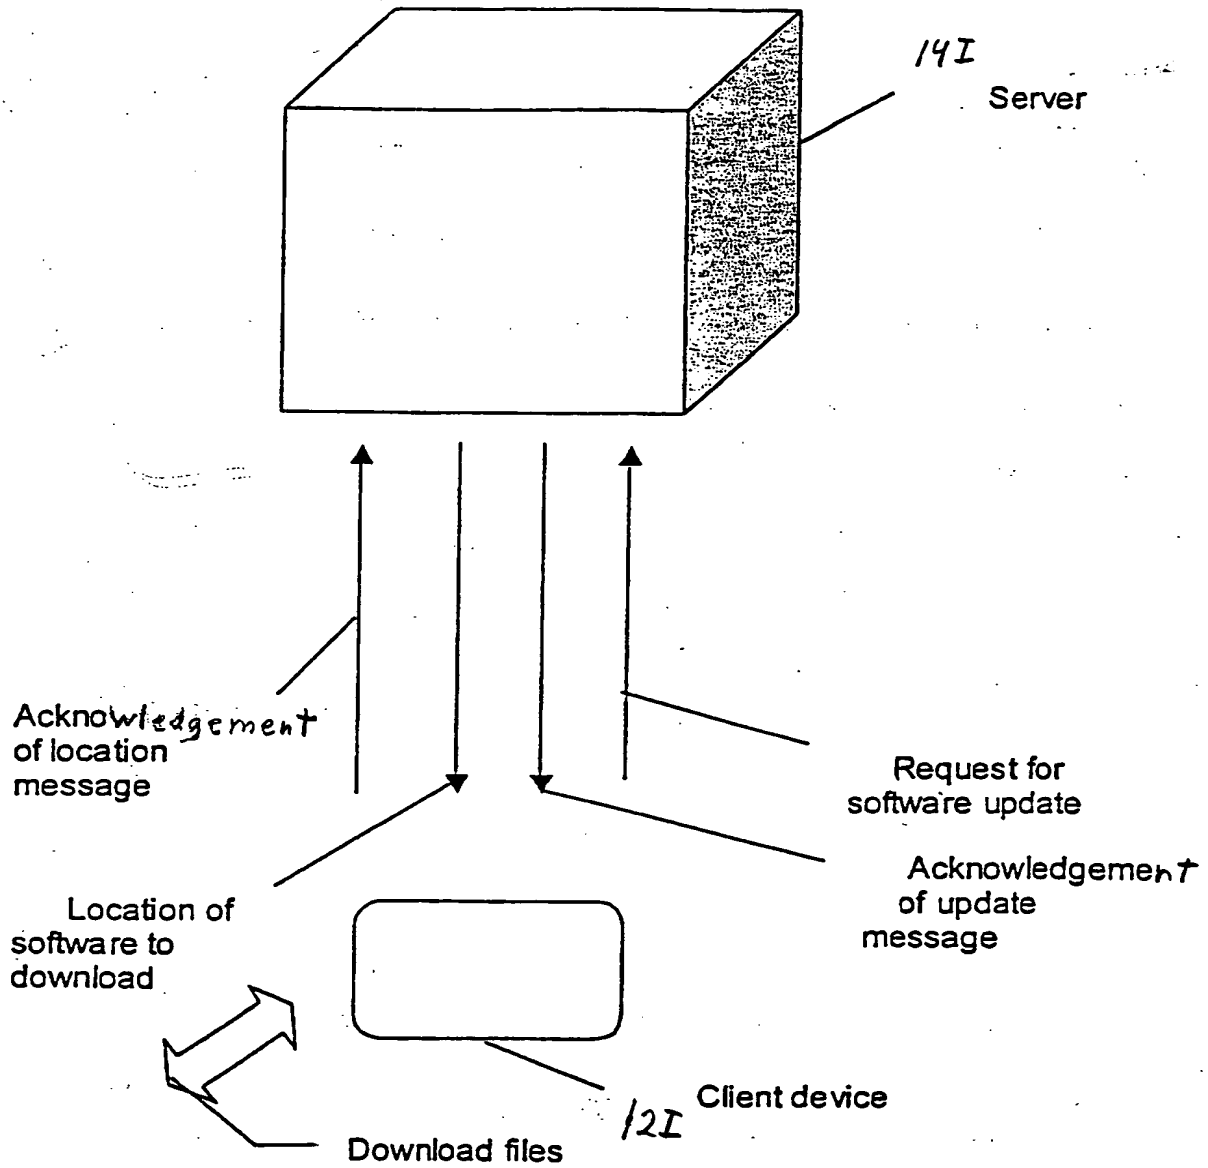 14I
Server
Acknowledgement
of location
message
Request for
software update
Acknowledgement
of update
message
Location of
software to
download
Client device
12I
Download files